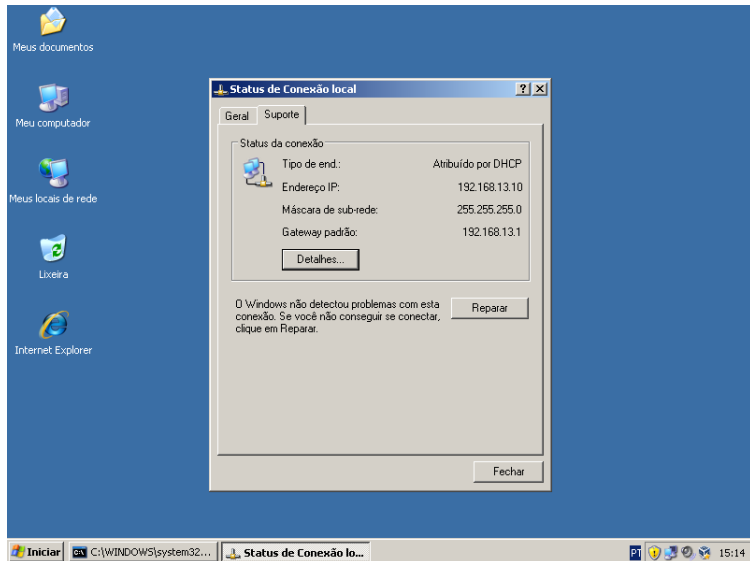 Meus documentos
Meu computador
Meus locais de rede
Lixeira
Internet Explorer
Status de Conexão local
Geral
Suporte
Status da conexão
Tipo de end.: Atribuído por DHCP
Endereço IP: 192.168.13.10
Máscara de sub-rede: 255.255.255.0
Gateway padrão: 192.168.13.1
Detalhes...
O Windows não detectou problemas com esta
conexão. Se você não conseguir se conectar,
clique em Reparar.
Reparar
Fechar
Iniciar
C:\WINDOWS\system32...
Status de Conexão lo...
PT
15:14